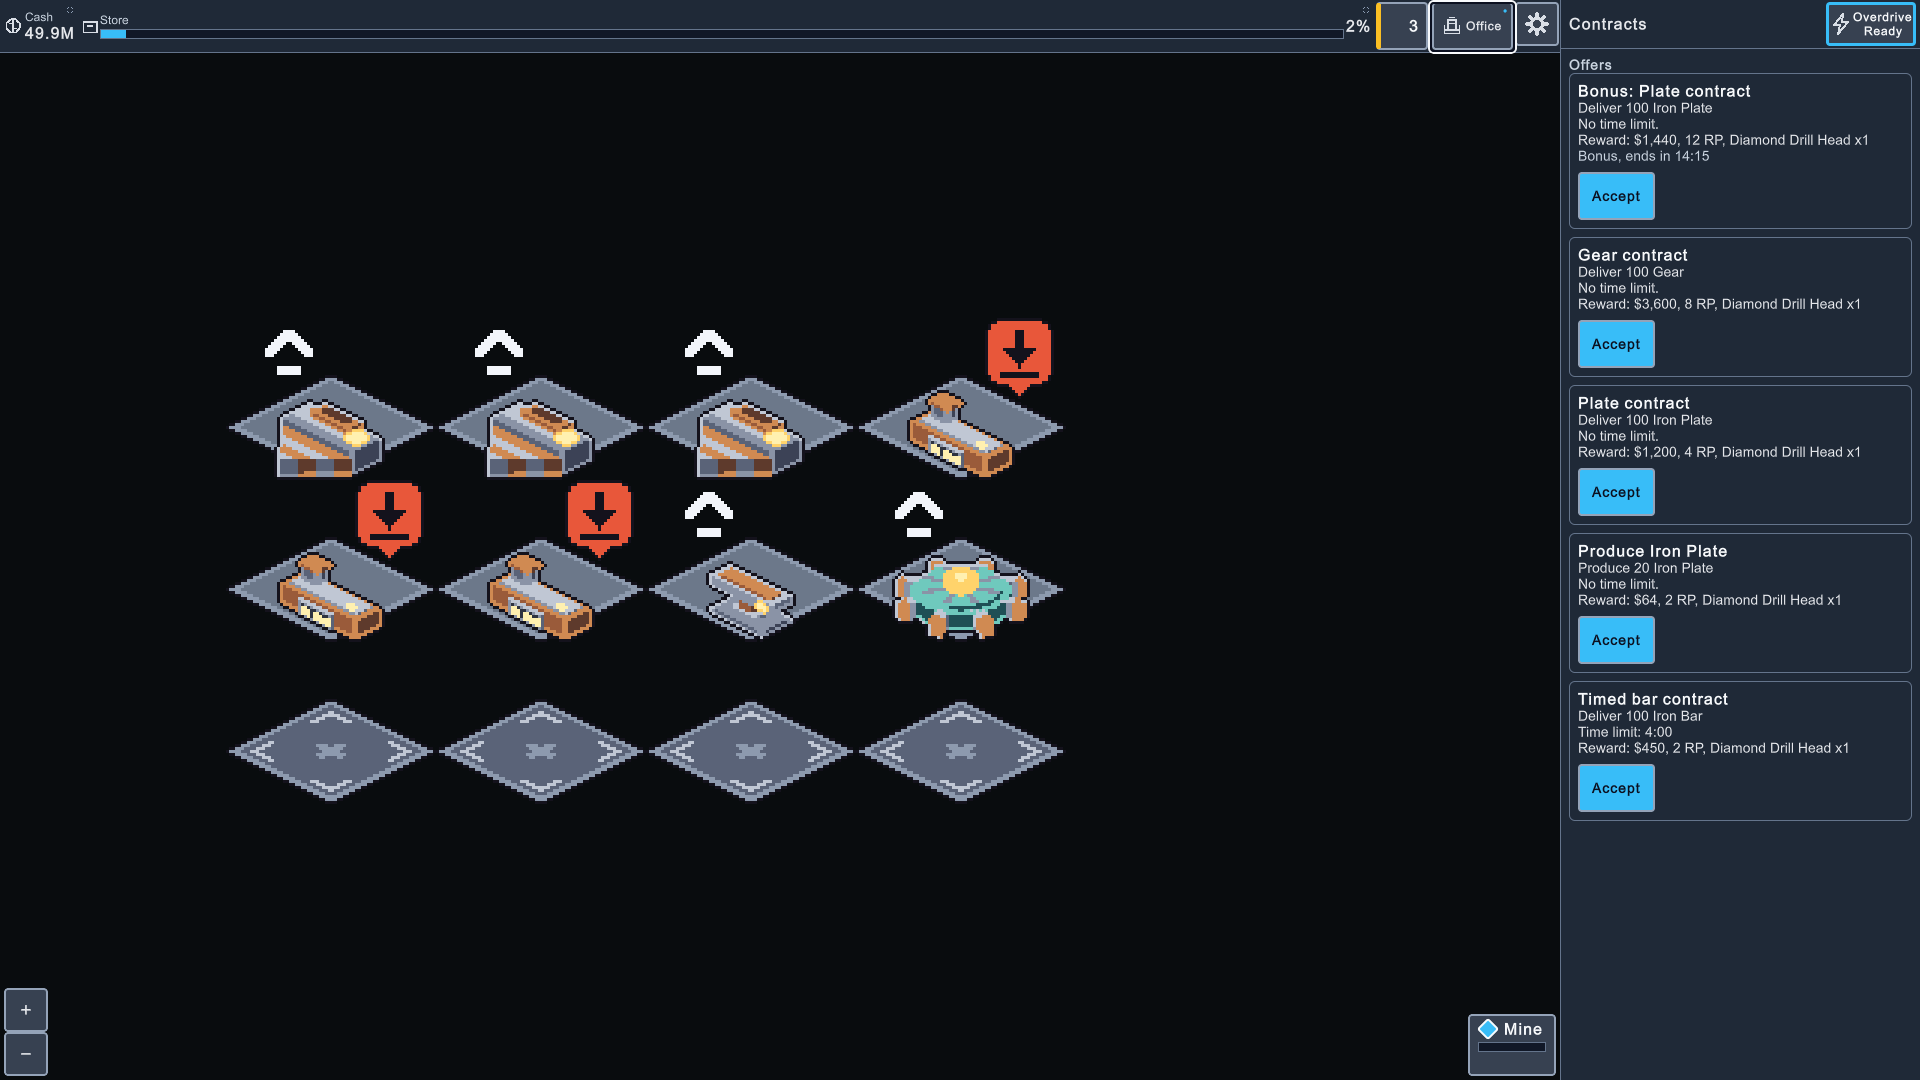 Cash
49.9M
Store
2%
3
Office
Contracts
Overdrive
Ready
Offers
Bonus: Plate contract
Deliver 100 Iron Plate
No time limit.
Reward: $1,440, 12 RP, Diamond Drill Head x1
Bonus, ends in 14:15
Accept
Gear contract
Deliver 100 Gear
No time limit.
Reward: $3,600, 8 RP, Diamond Drill Head x1
Accept
Plate contract
Deliver 100 Iron Plate
No time limit.
Reward: $1,200, 4 RP, Diamond Drill Head x1
Accept
Produce Iron Plate
Produce 20 Iron Plate
No time limit.
Reward: $64, 2 RP, Diamond Drill Head x1
Accept
Timed bar contract
Deliver 100 Iron Bar
Time limit: 4:00
Reward: $450, 2 RP, Diamond Drill Head x1
Accept
+
−
Mine